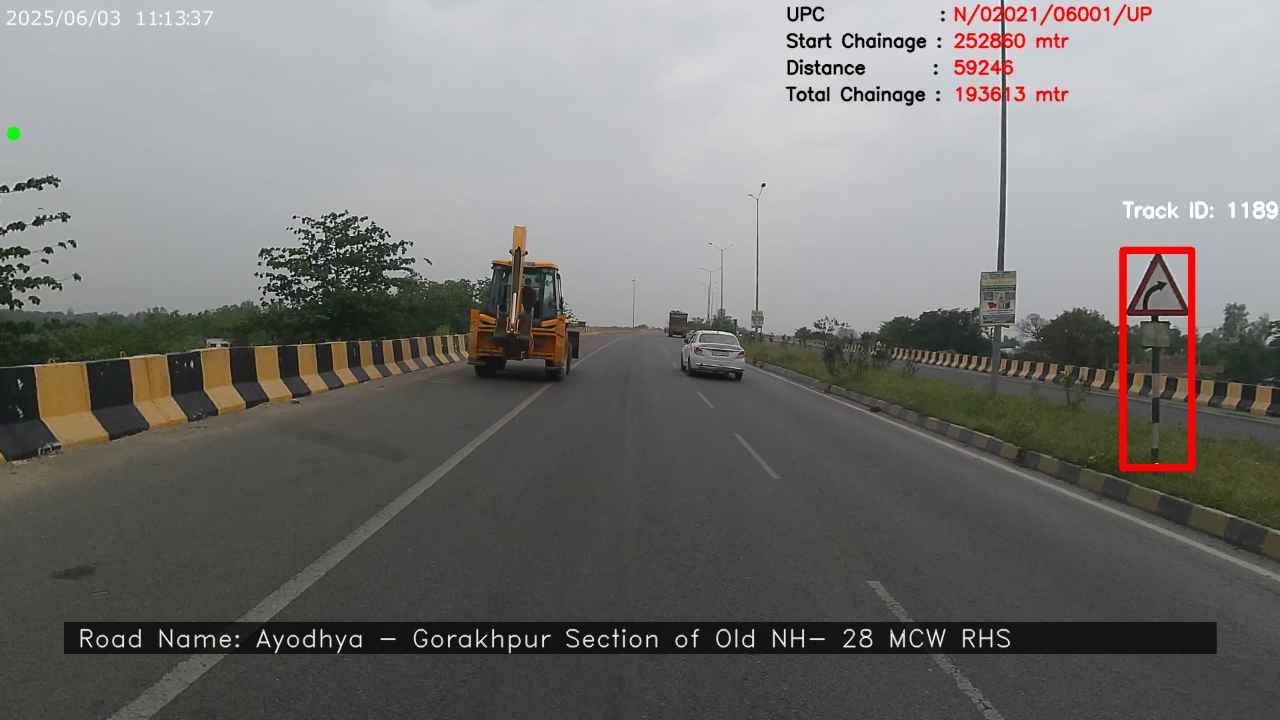 2025/06/03 11:13:37
UPC : N/02021/06001/UP
Start Chainage : 252860 mtr
Distance : 59246
Total Chainage : 193613 mtr
Track ID: 1189
Road Name: Ayodhya - Gorakhpur Section of Old NH- 28 MCW RHS